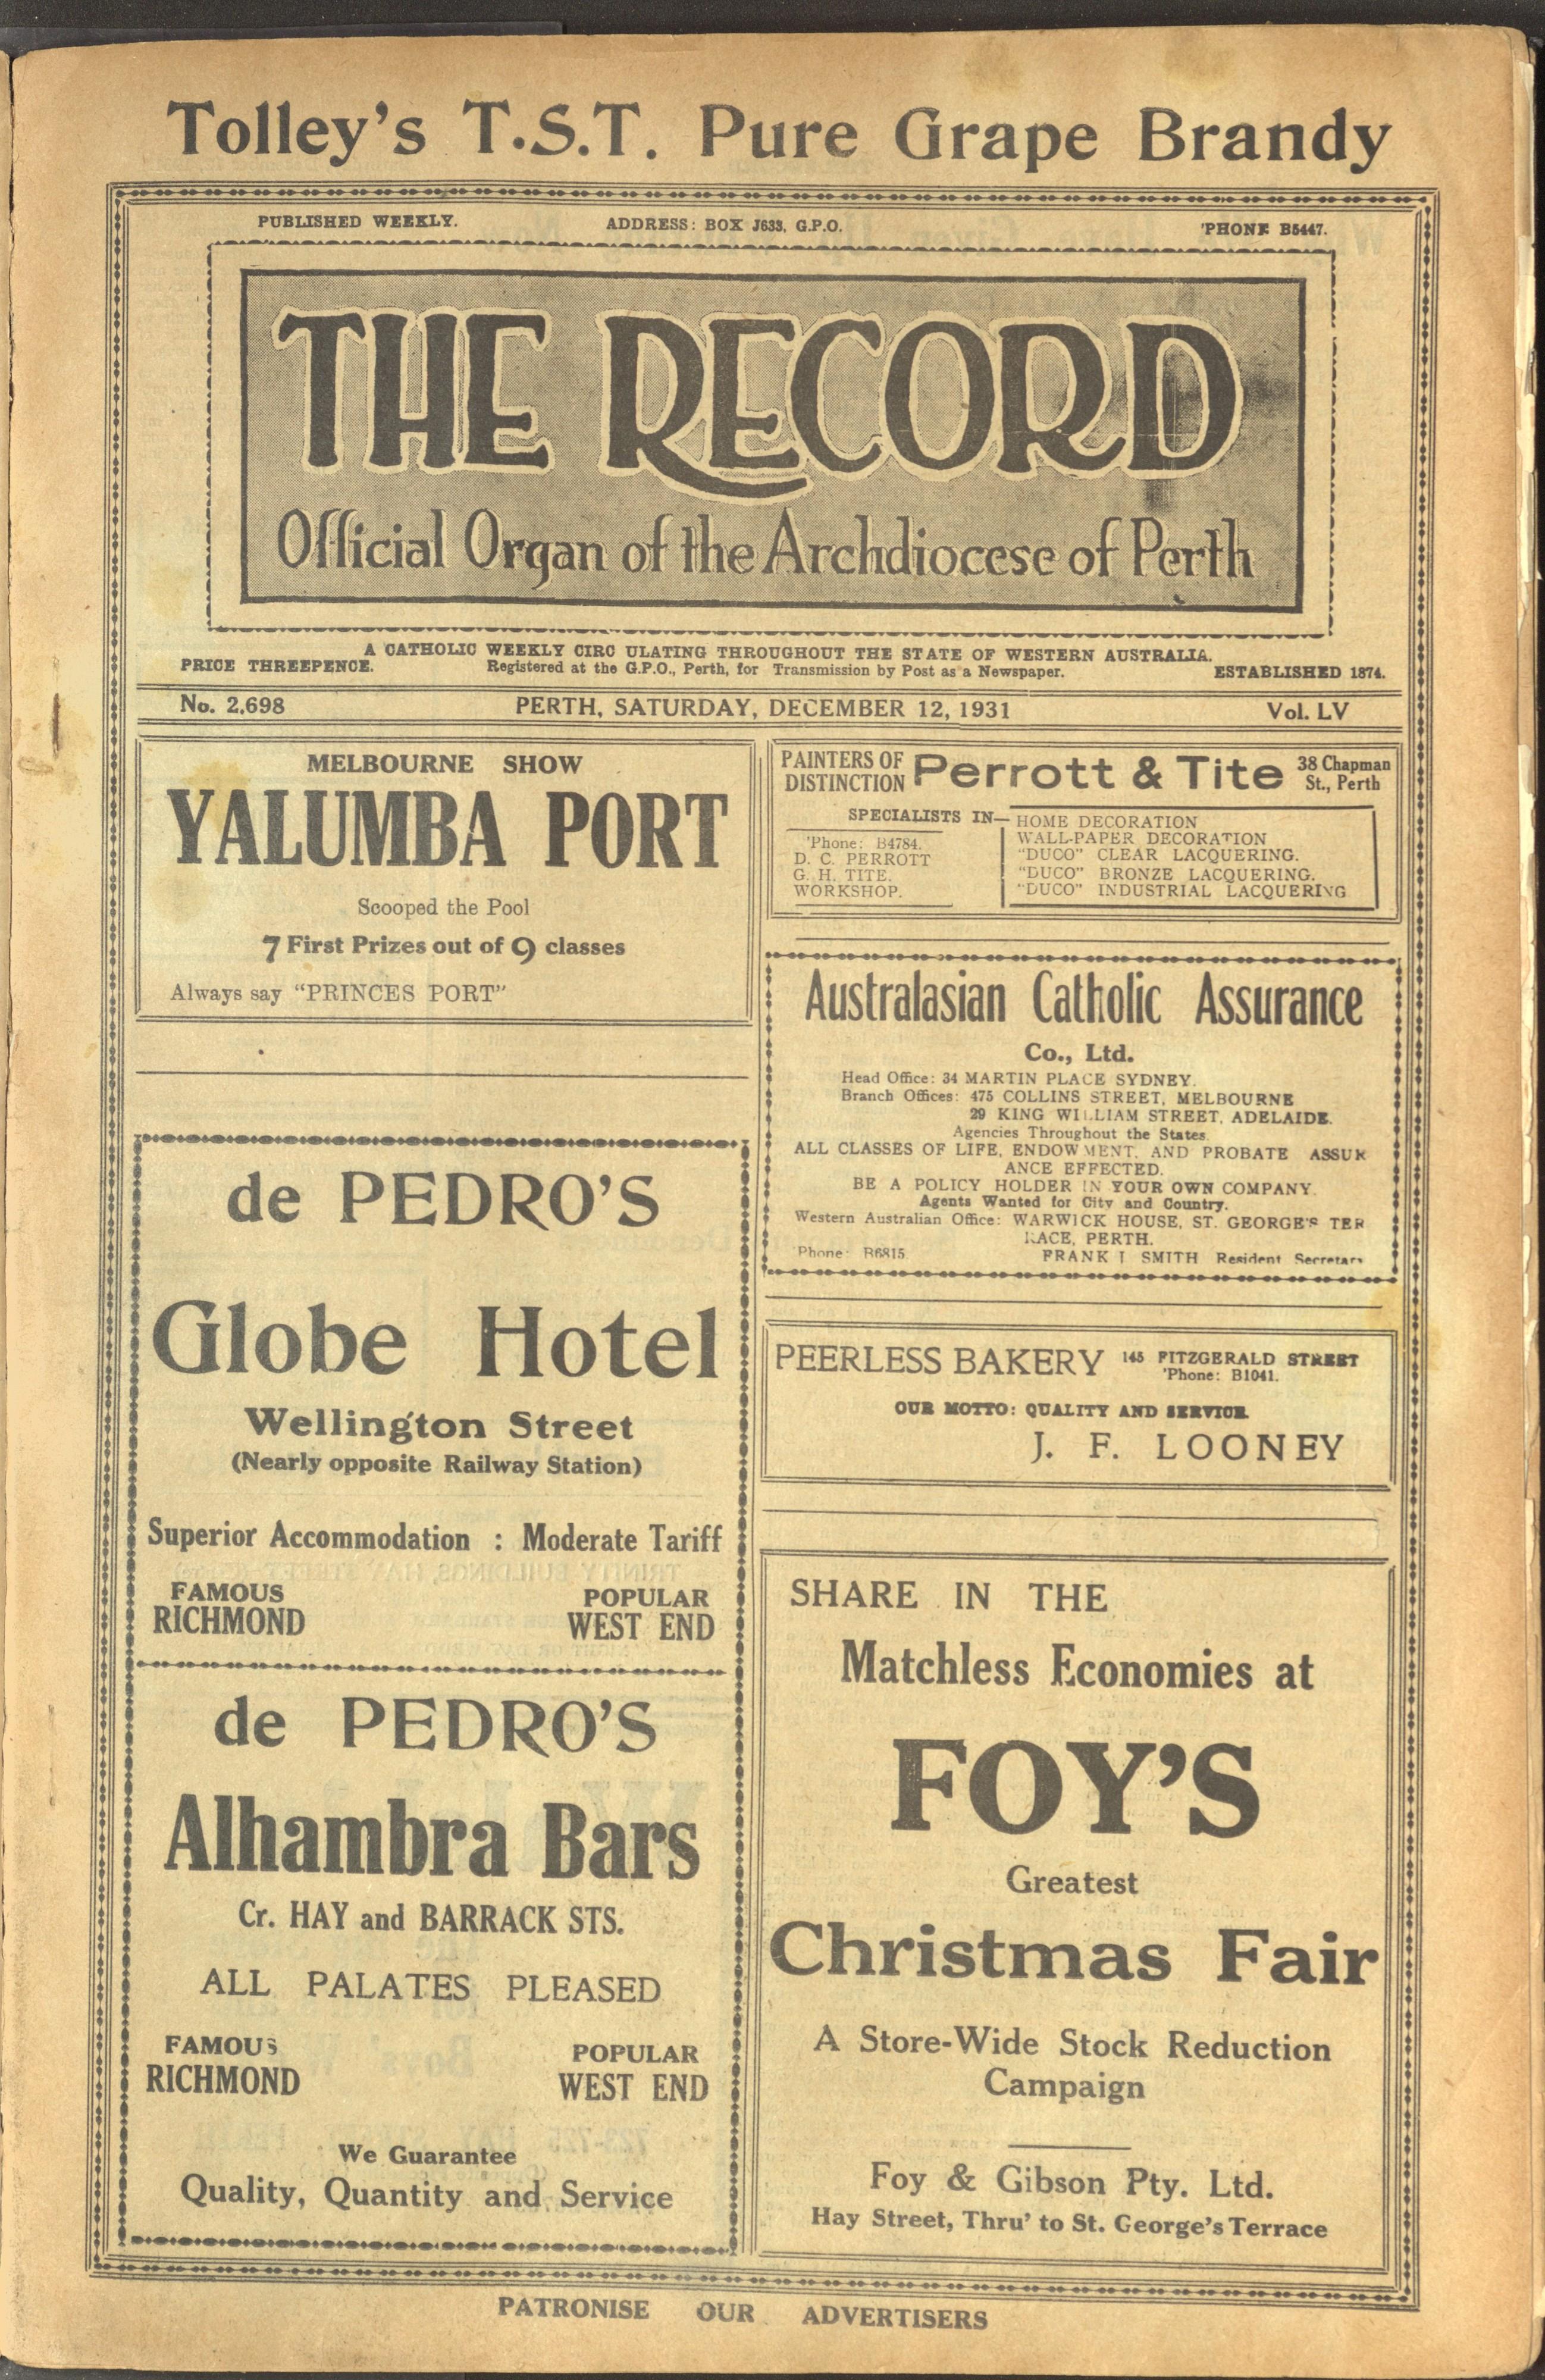 Tolley's T.S.T. Pure Grape Brandy
PUBLISHED WEEKLY. ADDRESS: BOX J633, G.P.O. 'PHONE B5447.
THE RECORD
Official Organ of the Archdiocese of Perth
A CATHOLIC WEEKLY CIRC ULATING THROUGHOUT THE STATE OF WESTERN AUSTRALIA.
PRICE THREEPENCE. Registered at the G.P.O., Perth, for Transmission by Post as a Newspaper. ESTABLISHED 1874.
No. 2,698 PERTH, SATURDAY, DECEMBER 12, 1931 Vol. LV
MELBOURNE SHOW
YALUMBA PORT
Scooped the Pool
7 First Prizes out of 9 classes
Always say "PRINCES PORT"
de PEDRO'S
Globe Hotel
Wellington Street
(Nearly opposite Railway Station)
Superior Accommodation : Moderate Tariff
FAMOUS POPULAR
RICHMOND WEST END
de PEDRO'S
Alhambra Bars
Cr. HAY and BARRACK STS.
ALL PALATES PLEASED
FAMOUS POPULAR
RICHMOND WEST END
We Guarantee
Quality, Quantity and Service
PAINTERS OF
DISTINCTION
Perrott & Tite
38 Chapman
St., Perth
SPECIALISTS IN—
'Phone: B4784.
D. C. PERROTT
G. H. TITE.
WORKSHOP.
HOME DECORATION
WALL-PAPER DECORATION
"DUCO" CLEAR LACQUERING.
"DUCO" BRONZE LACQUERING.
"DUCO" INDUSTRIAL LACQUERING
Australasian Catholic Assurance
Co., Ltd.
Head Office: 34 MARTIN PLACE SYDNEY.
Branch Offices: 475 COLLINS STREET, MELBOURNE
29 KING WILLIAM STREET, ADELAIDE.
Agencies Throughout the States.
ALL CLASSES OF LIFE, ENDOWMENT, AND PROBATE ASSUR
ANCE EFFECTED.
BE A POLICY HOLDER IN YOUR OWN COMPANY.
Agents Wanted for City and Country.
Western Australian Office: WARWICK HOUSE, ST. GEORGE'S TER
RACE, PERTH.
Phone: B6815 FRANK J. SMITH Resident Secretary
PEERLESS BAKERY 145 FITZGERALD STREET
'Phone: B1041.
OUR MOTTO: QUALITY AND SERVICE
J. F. LOONEY
SHARE IN THE
Matchless Economies at
FOY'S
Greatest
Christmas Fair
A Store-Wide Stock Reduction
Campaign
Foy & Gibson Pty. Ltd.
Hay Street, Thru' to St. George's Terrace
PATRONISE OUR ADVERTISERS